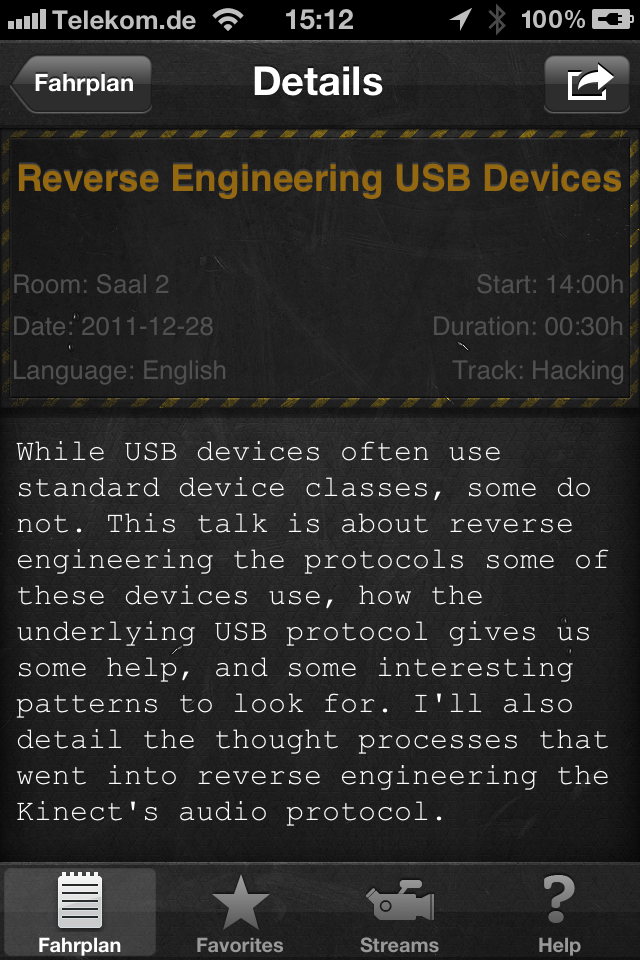 Telekom.de 15:12 100%
Fahrplan Details
Reverse Engineering USB Devices
Room: Saal 2 Start: 14:00h
Date: 2011-12-28 Duration: 00:30h
Language: English Track: Hacking
While USB devices often use
standard device classes, some do
not. This talk is about reverse
engineering the protocols some of
these devices use, how the
underlying USB protocol gives us
some help, and some interesting
patterns to look for. I'll also
detail the thought processes that
went into reverse engineering the
Kinect's audio protocol.
Fahrplan Favorites Streams Help